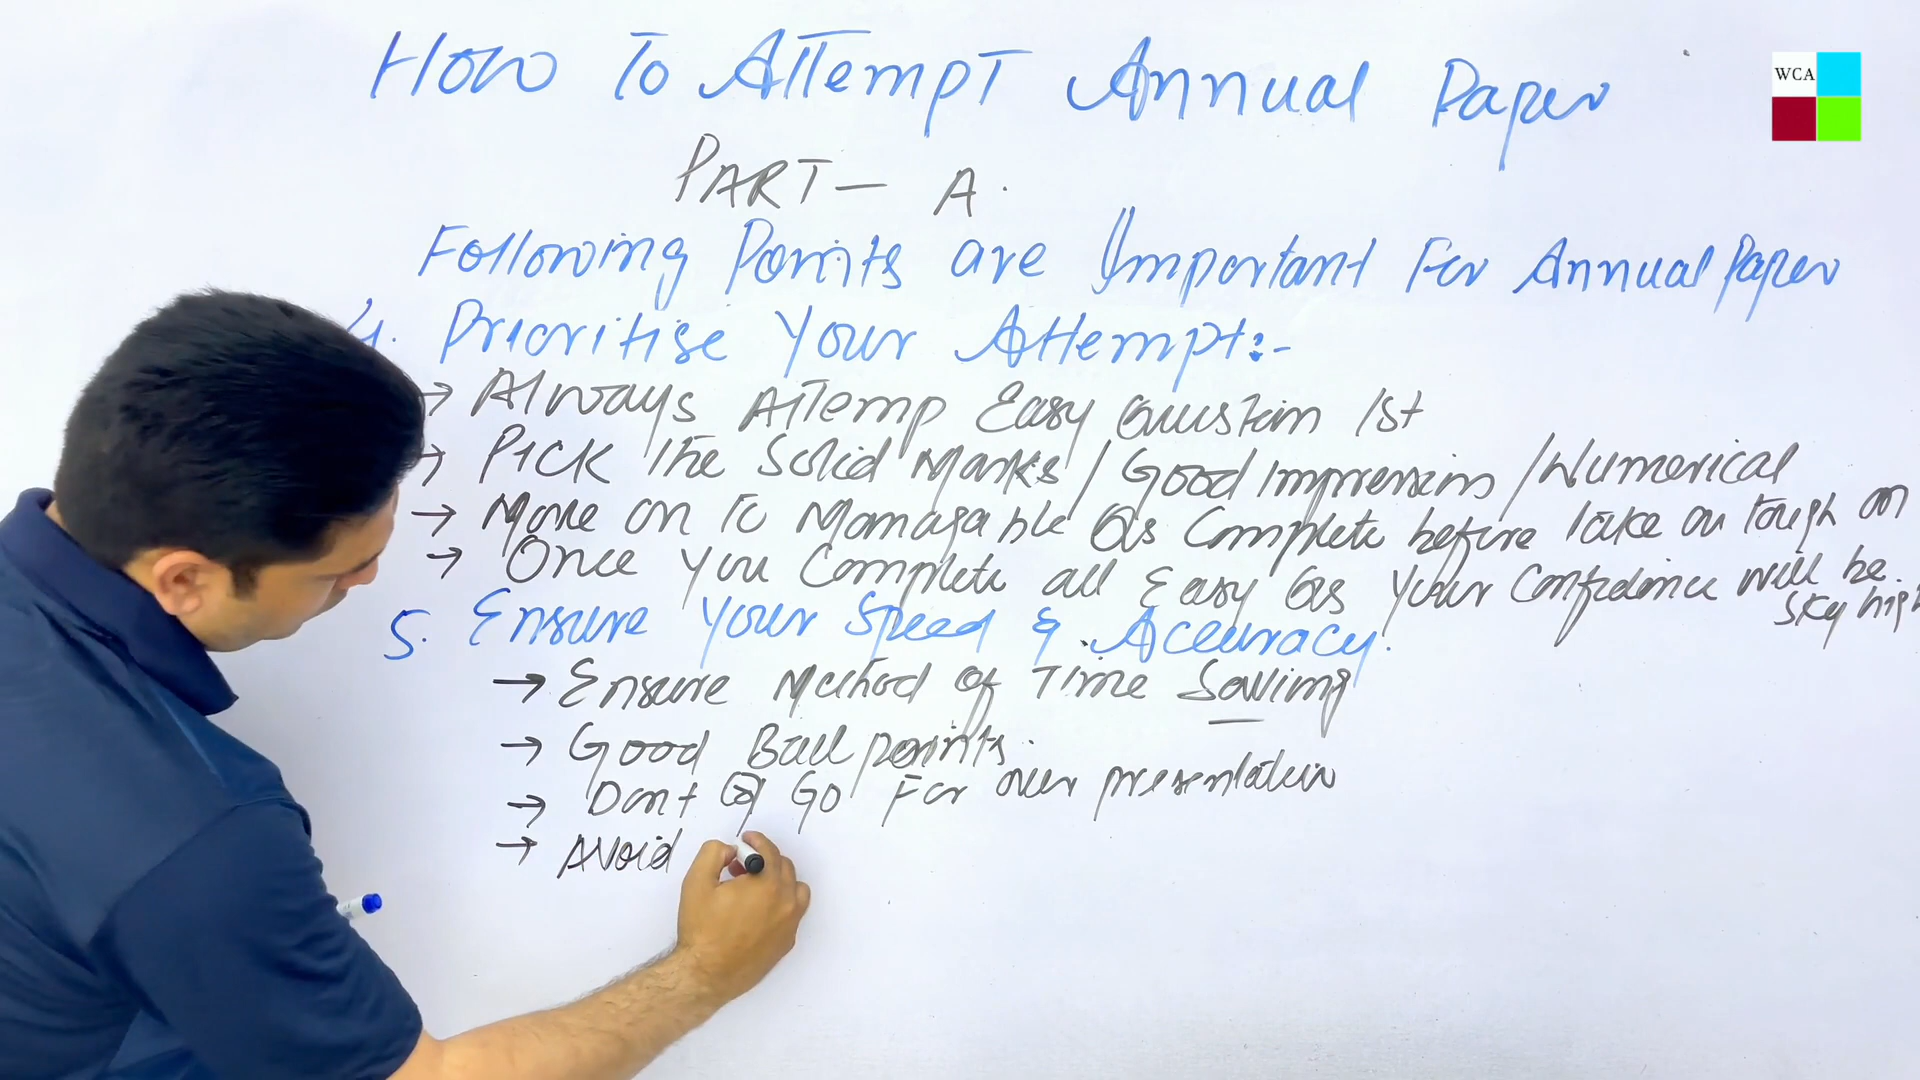 How To Attempt Annual Paper
WCA
PART - A.
Following Points are Important For Annual Paper
4. Prioritise Your Attempt:-
→ Always Attemp Easy Question 1st
→ Pick the Solid Marks / Good Impression / Numerical
→ Move on to Managable Qs Complete before take on tough on
→ Once You Complete all Easy Qs Your Confidence will be sky high
5. Ensure Your Speed & Accuracy.
→ Ensure Method of Time Saving
→ Good Ball points.
→ Don't Go For over presentation
→ Avoid